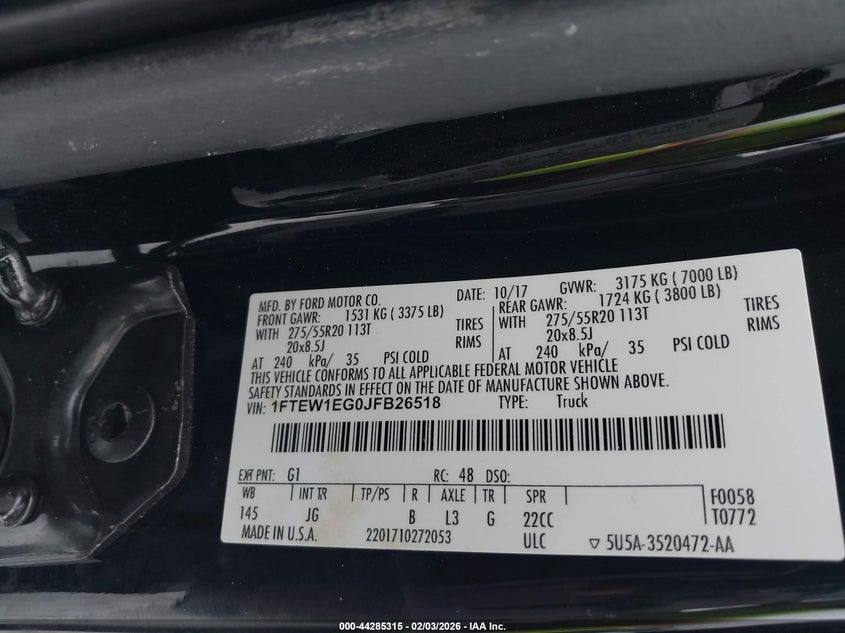 MFD. BY FORD MOTOR CO. DATE: 10/17 GVWR: 3175 KG ( 7000 LB)
FRONT GAWR: 1531 KG ( 3375 LB) REAR GAWR: 1724 KG ( 3800 LB)
WITH 275/55R20 113T TIRES WITH 275/55R20 113T TIRES
20x8.5J RIMS 20x8.5J RIMS
AT 240 kPa/ 35 PSI COLD AT 240 kPa/ 35 PSI COLD
THIS VEHICLE CONFORMS TO ALL APPLICABLE FEDERAL MOTOR VEHICLE
SAFETY STANDARDS IN EFFECT ON THE DATE OF MANUFACTURE SHOWN ABOVE.
VIN: 1FTEW1EG0JFB26518 TYPE: Truck
EXT PNT: G1 RC: 48 DSO:
WB INT TR TP/PS R AXLE TR SPR F0058
145 JG B L3 G 22CC T0772
MADE IN U.S.A. 2201710272053 ULC ▽ 5U5A-3520472-AA
000-44285315 - 02/03/2026 - IAA Inc.